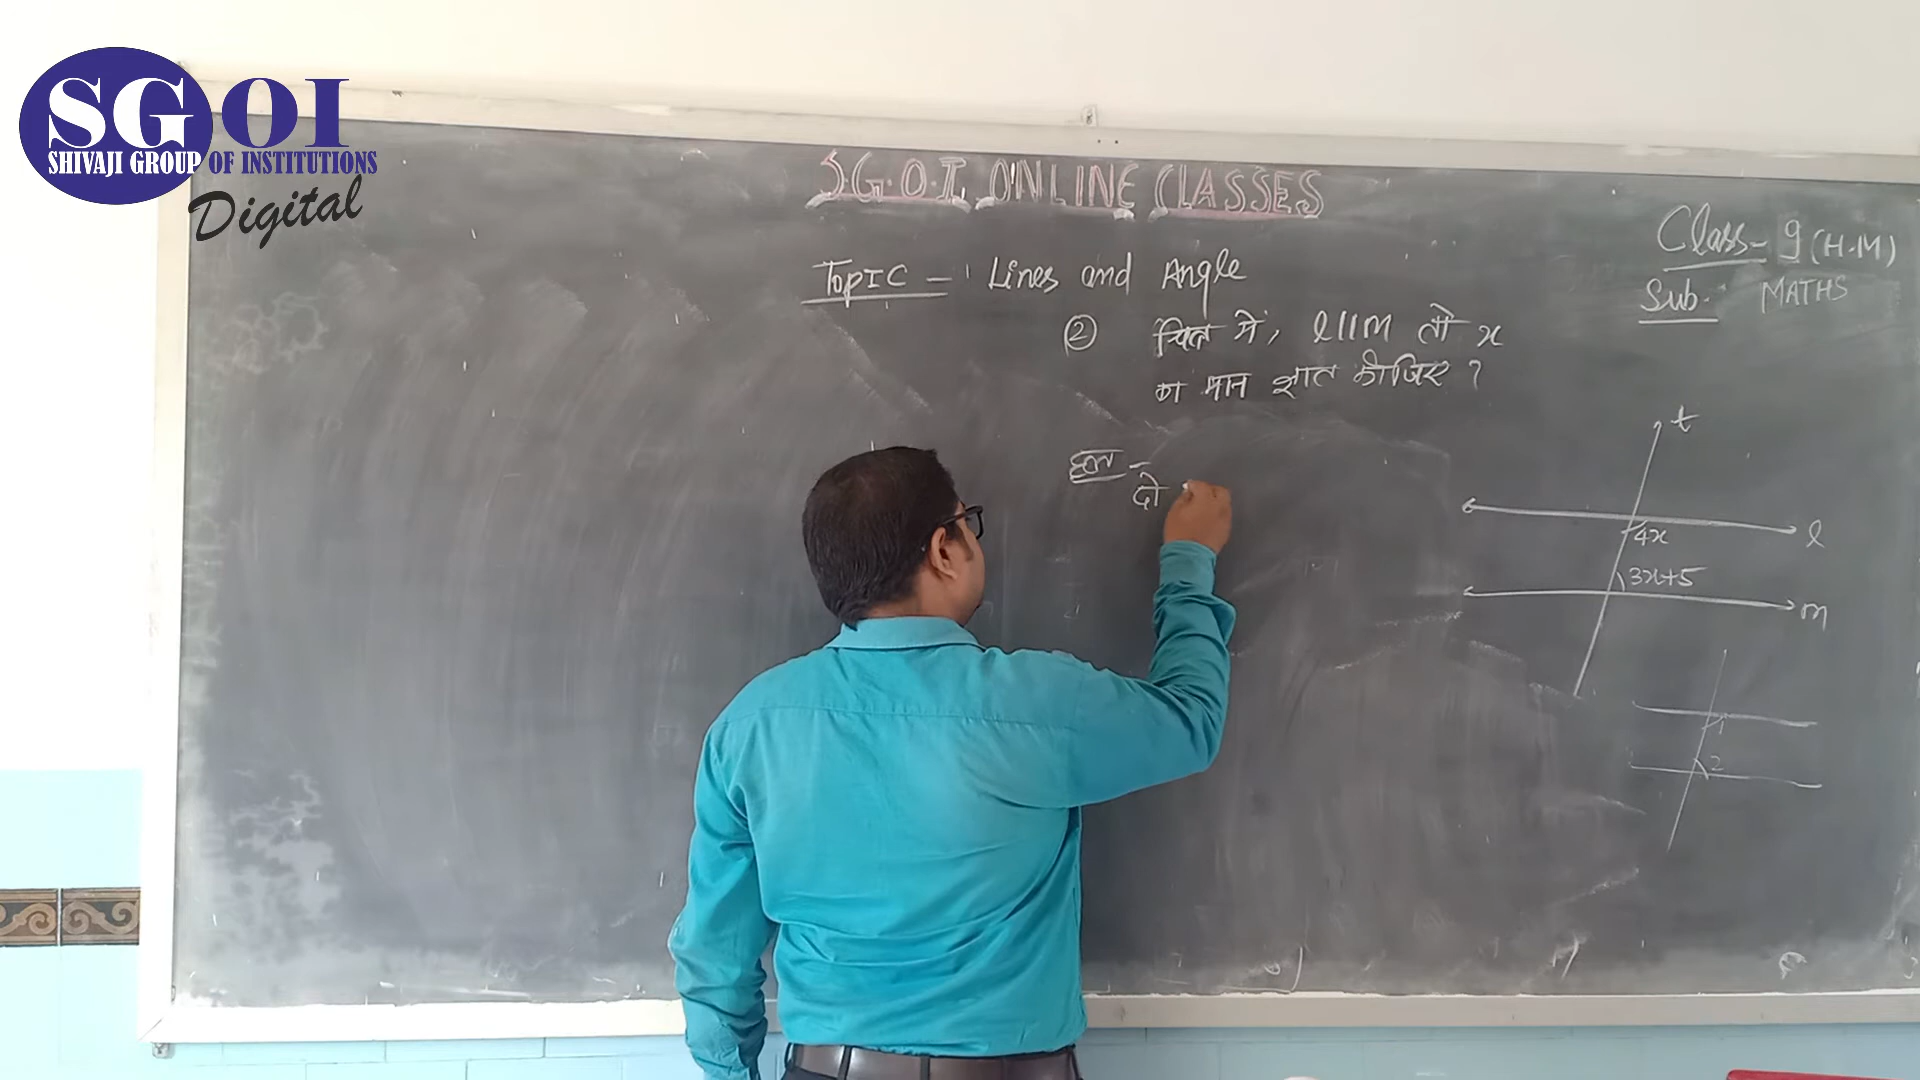 SGOI
SHIVAJI GROUP OF INSTITUTIONS
Digital
S.G.O.I. ONLINE CLASSES
Class- 9 (H.M)
Sub.- MATHS
TopIC - Lines and Angle
② चित्र में, l||m तो x
का मान ज्ञात कीजिए ?
हल -
दो
t
l
4x
3x+5
m
1
2